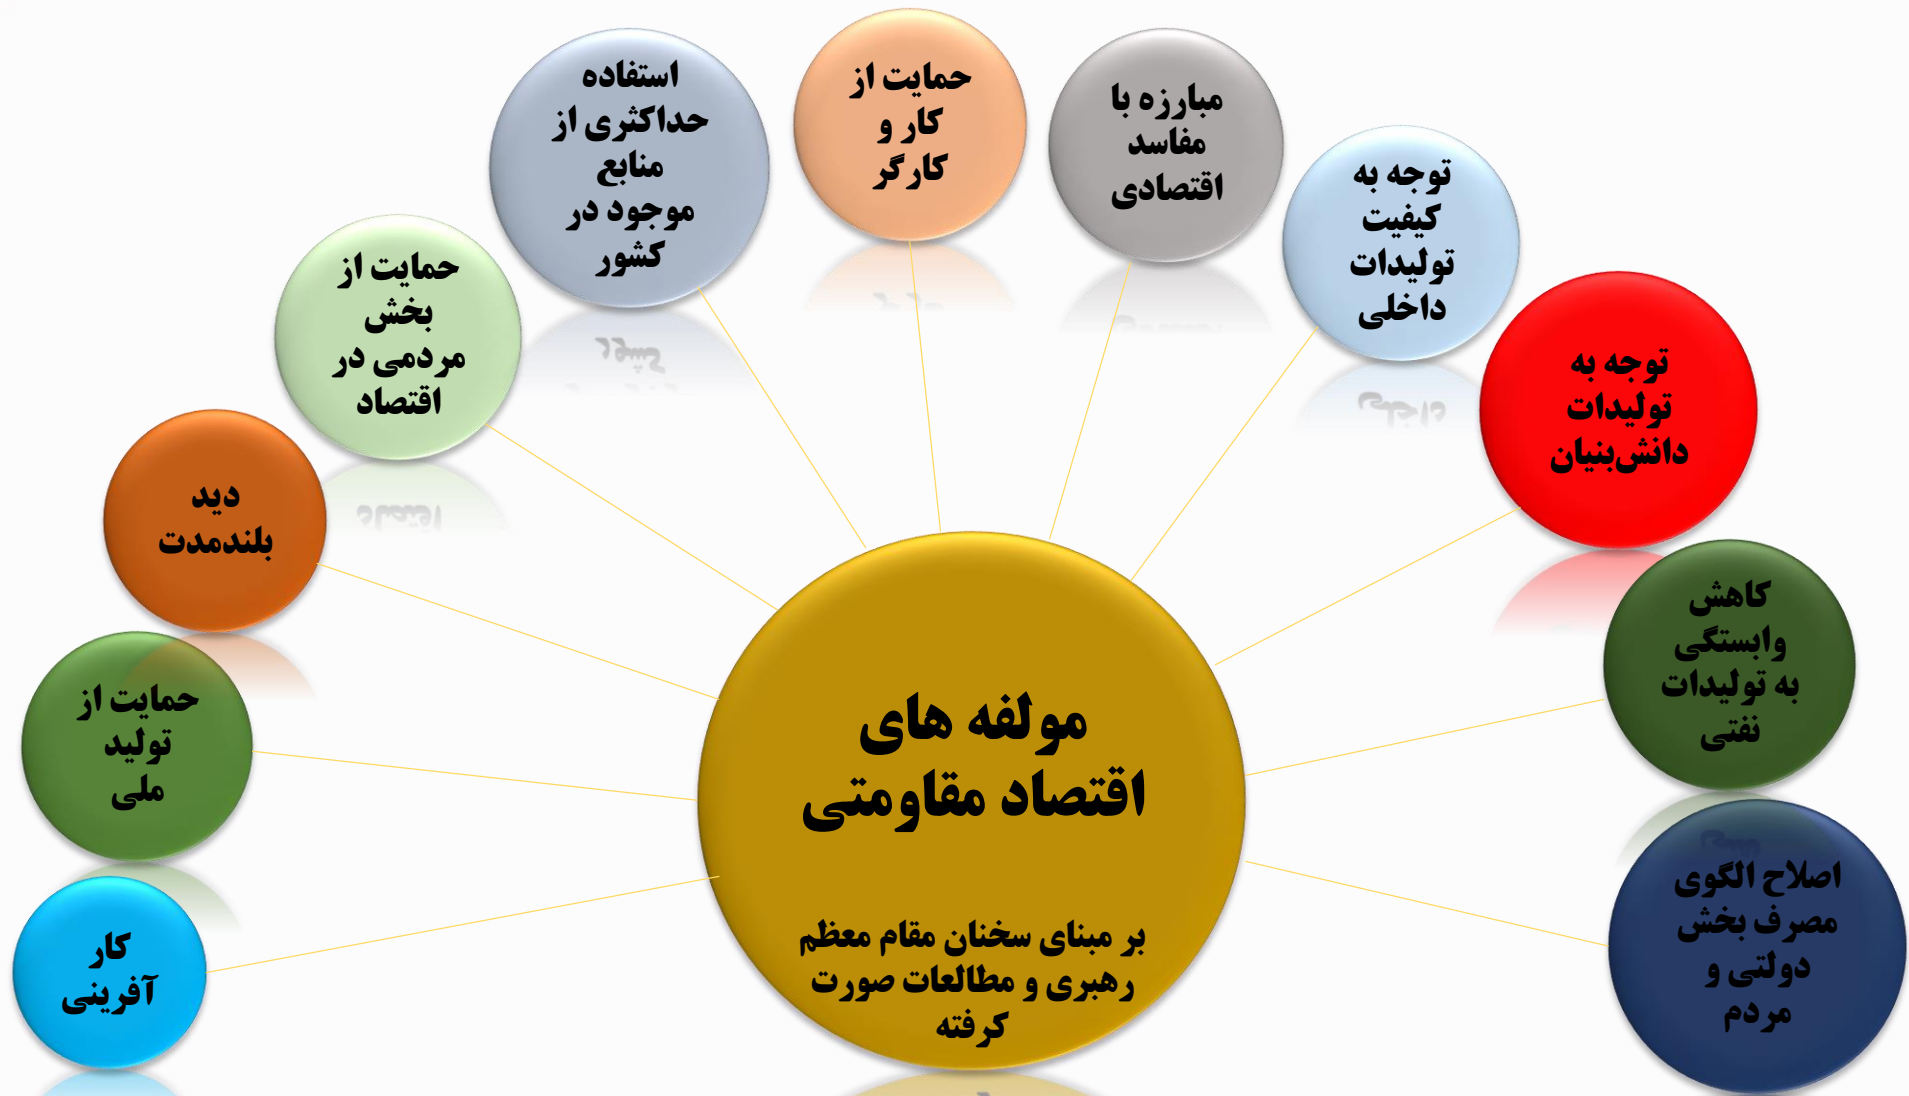 مولفه های
اقتصاد مقاومتی
بر مبنای سخنان مقام معظم
رهبری و مطالعات صورت
کرفته
اصلاح الگوی
مصرف بخش
دولتی و
مردم
کاهش
وابستگی
به تولیدات
نفتی
توجه به
تولیدات
دانش‌بنیان
توجه به
کیفیت
تولیدات
داخلی
مبارزه با
مفاسد
اقتصادی
حمایت از
کار و
کارگر
استفاده
حداکثری از
منابع
موجود در
کشور
حمایت از
بخش
مردمی در
اقتصاد
دید
بلندمدت
حمایت از
تولید
ملی
کار
آفرینی